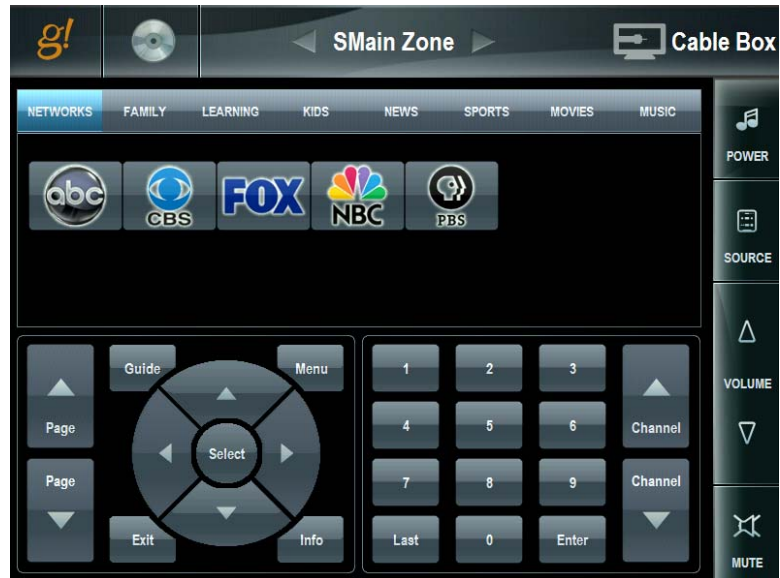 g!
SMain Zone
Cable Box
NETWORKS FAMILY LEARNING KIDS NEWS SPORTS MOVIES MUSIC
abc
CBS
FOX
NBC
PBS
POWER
SOURCE
VOLUME
MUTE
Page
Page
Guide
Menu
Select
Exit
Info
1 2 3
4 5 6
7 8 9
Last 0 Enter
Channel
Channel